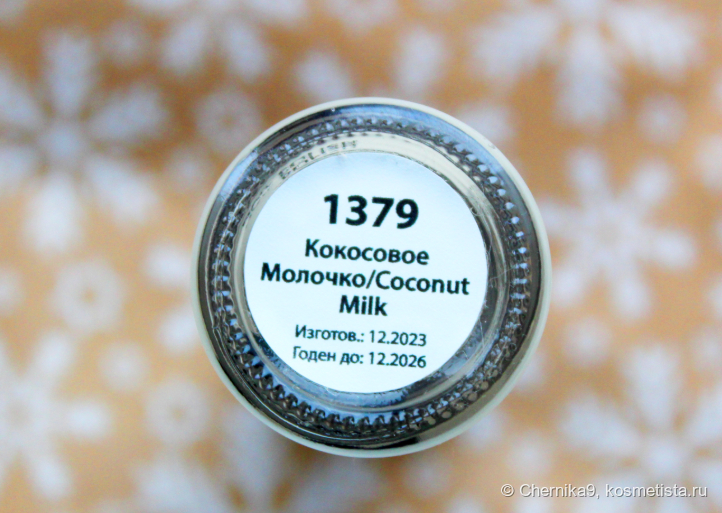 1379
Кокосовое
Молочко/Coconut
Milk
Изготов.: 12.2023
Годен до: 12.2026
© Chernika9, kosmetista.ru